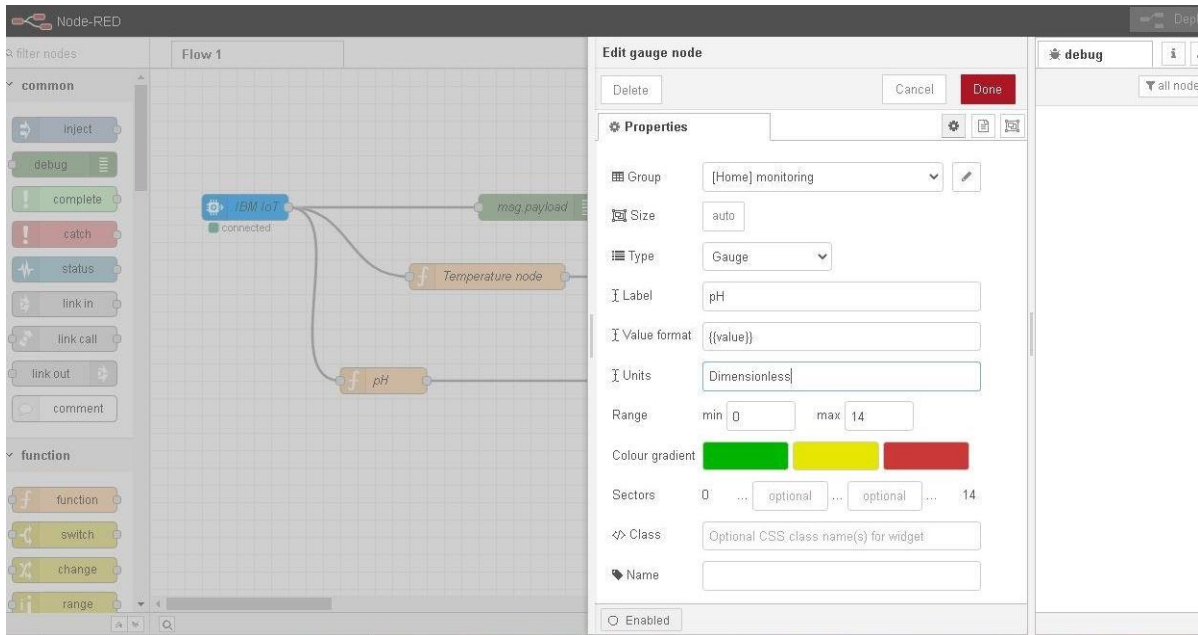 Node-RED
Depl
filter nodes
Flow 1
common
inject
debug
complete
catch
status
link in
link call
link out
comment
function
function
switch
change
range
IBM IoT
connected
msg.payload
Temperature node
pH
Edit gauge node
Delete
Cancel
Done
Properties
Group
[Home] monitoring
Size
auto
Type
Gauge
Label
pH
Value format
{{value}}
Units
Dimensionless
Range
min 0
max 14
Colour gradient
Sectors
0 ... optional ... optional ... 14
</> Class
Optional CSS class name(s) for widget
Name
Enabled
debug
i
all node